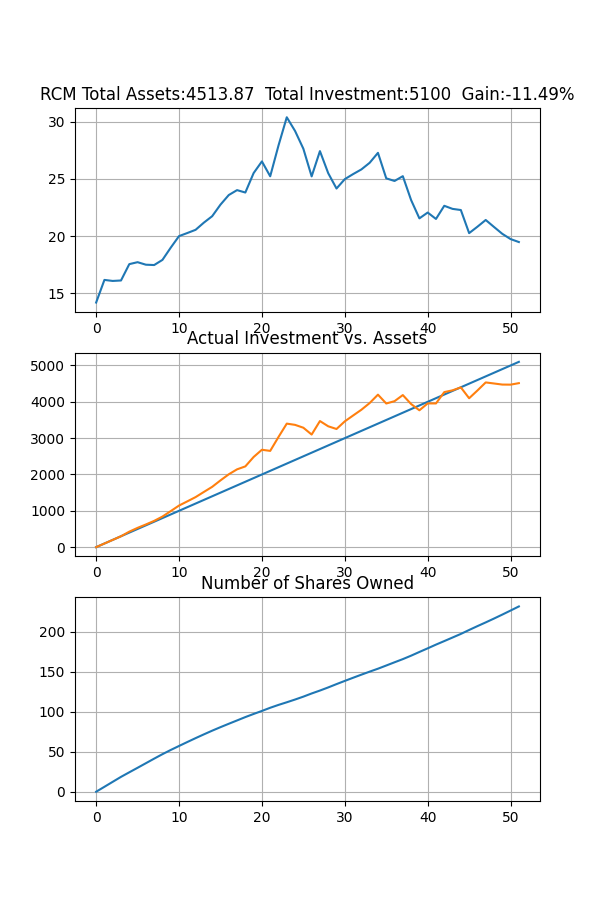 RCM Total Assets:4513.87  Total Investment:5100  Gain:-11.49%
30
25
20
15
0 10 20 30 40 50
Actual Investment vs. Assets
5000
4000
3000
2000
1000
0
0 10 20 30 40 50
Number of Shares Owned
200
150
100
50
0
0 10 20 30 40 50